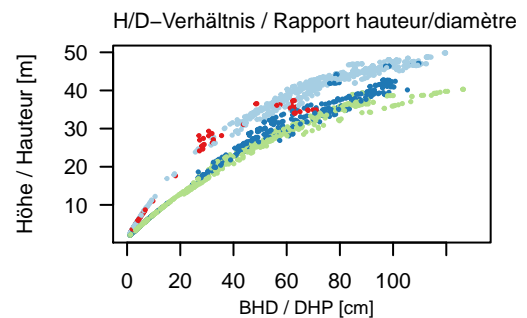 H/D−Verhältnis / Rapport hauteur/diamètre
Höhe / Hauteur [m]
50
40
30
20
10
0 20 40 60 80 100
BHD / DHP [cm]